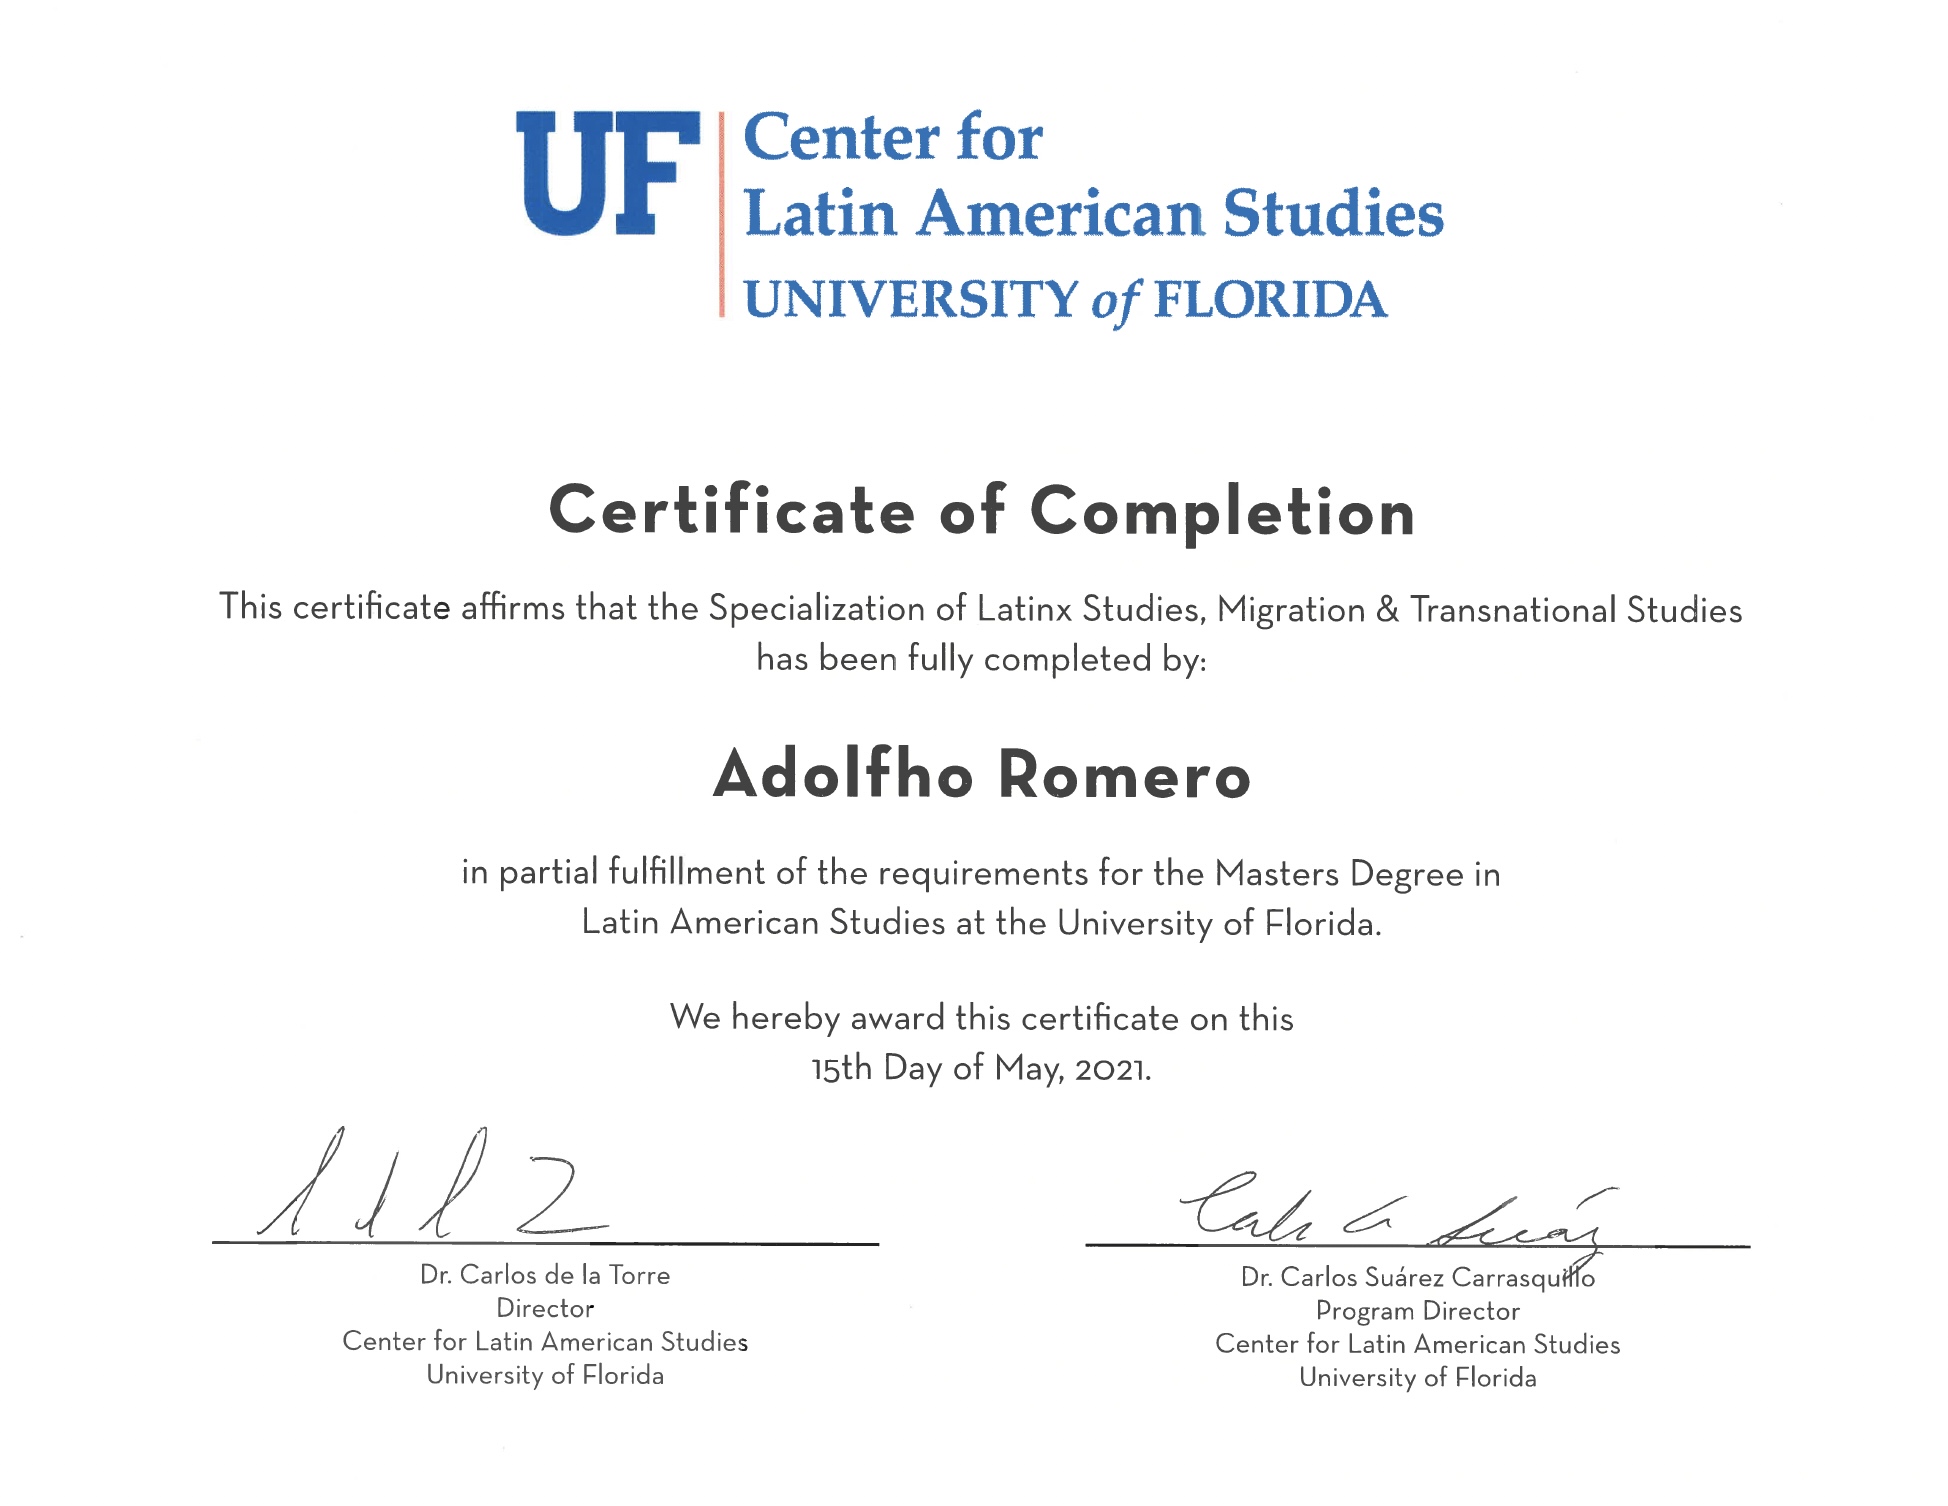 UF
Center for
Latin American Studies
UNIVERSITY of FLORIDA
Certificate of Completion
This certificate affirms that the Specialization of Latinx Studies, Migration & Transnational Studies
has been fully completed by:
Adolfho Romero
in partial fulfillment of the requirements for the Masters Degree in
Latin American Studies at the University of Florida.
We hereby award this certificate on this
15th Day of May, 2021.
Dr. Carlos de la Torre
Director
Center for Latin American Studies
University of Florida
Dr. Carlos Suárez Carrasquillo
Program Director
Center for Latin American Studies
University of Florida